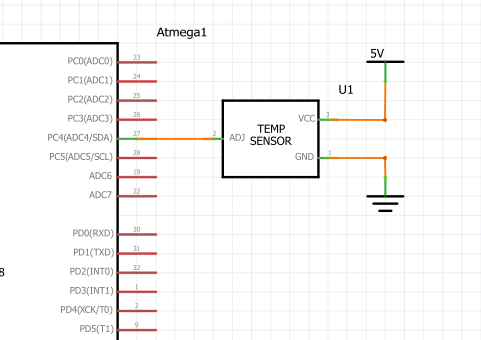 Atmega1
PC0(ADC0) 23
PC1(ADC1) 24
PC2(ADC2) 25
PC3(ADC3) 26
PC4(ADC4/SDA) 27
PC5(ADC5/SCL) 28
ADC6 19
ADC7 22
PD0(RXD) 30
PD1(TXD) 31
PD2(INT0) 32
PD3(INT1) 1
PD4(XCK/T0) 2
PD5(T1) 9
8
5V
U1
VCC 3
2 ADJ
TEMP
SENSOR
GND 1